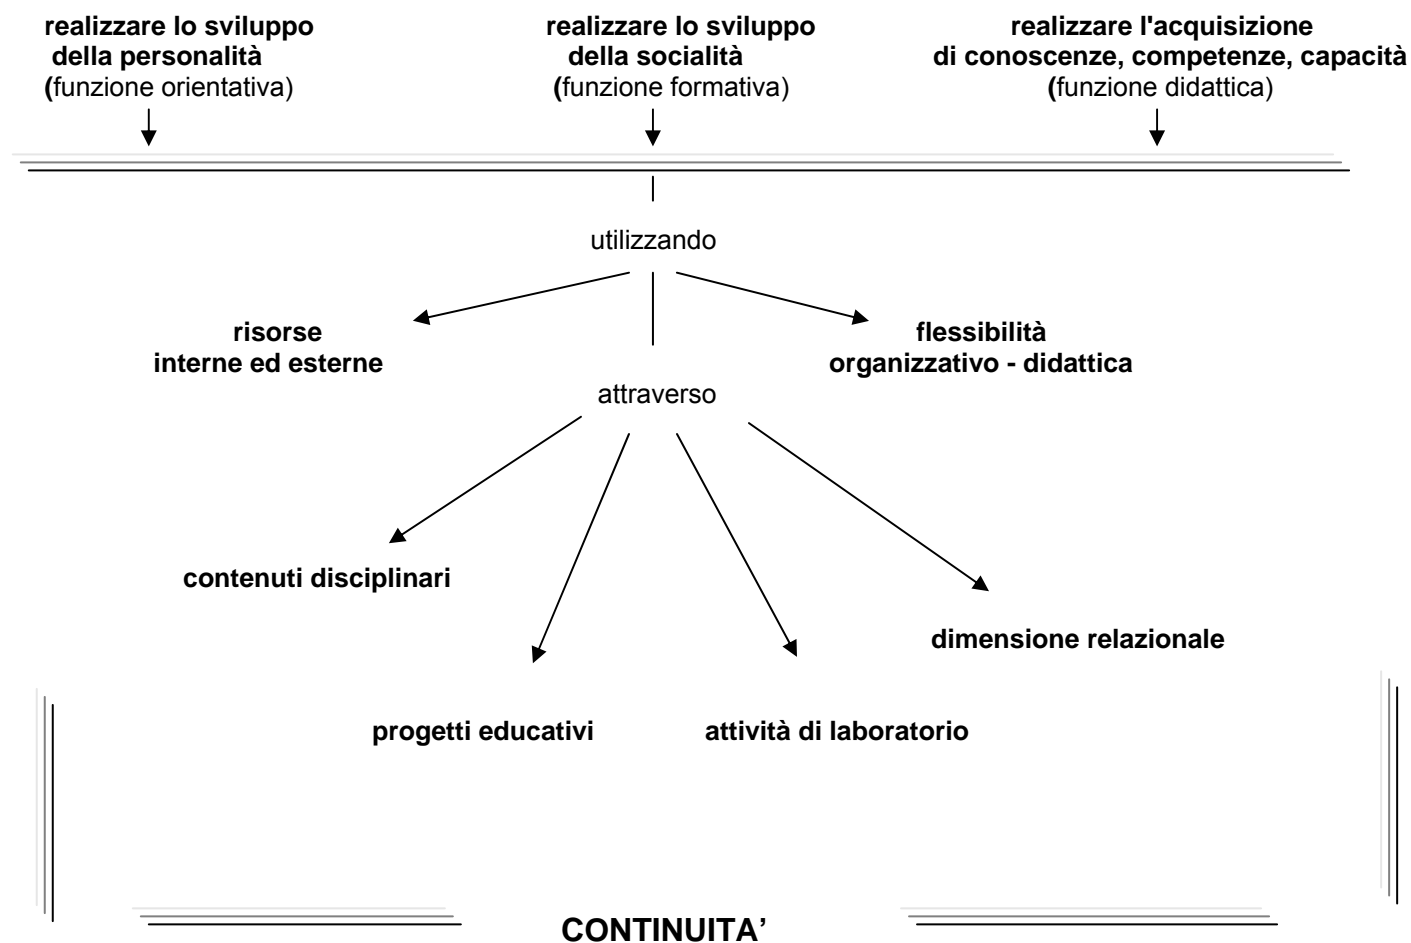 realizzare lo sviluppo
della personalità
(funzione orientativa)
realizzare lo sviluppo
della socialità
(funzione formativa)
realizzare l'acquisizione
di conoscenze, competenze, capacità
(funzione didattica)
utilizzando
risorse
interne ed esterne
flessibilità
organizzativo - didattica
attraverso
contenuti disciplinari
dimensione relazionale
progetti educativi
attività di laboratorio
CONTINUITA’